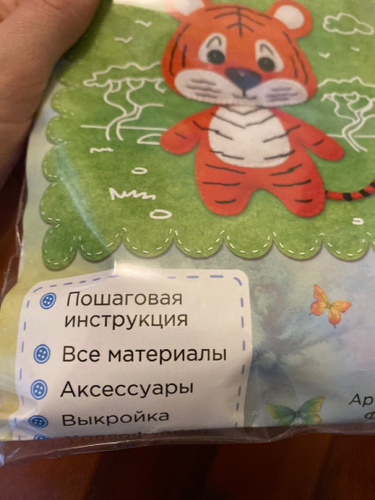 Пошаговая
инструкция
Все материалы
Аксессуары
Выкройка